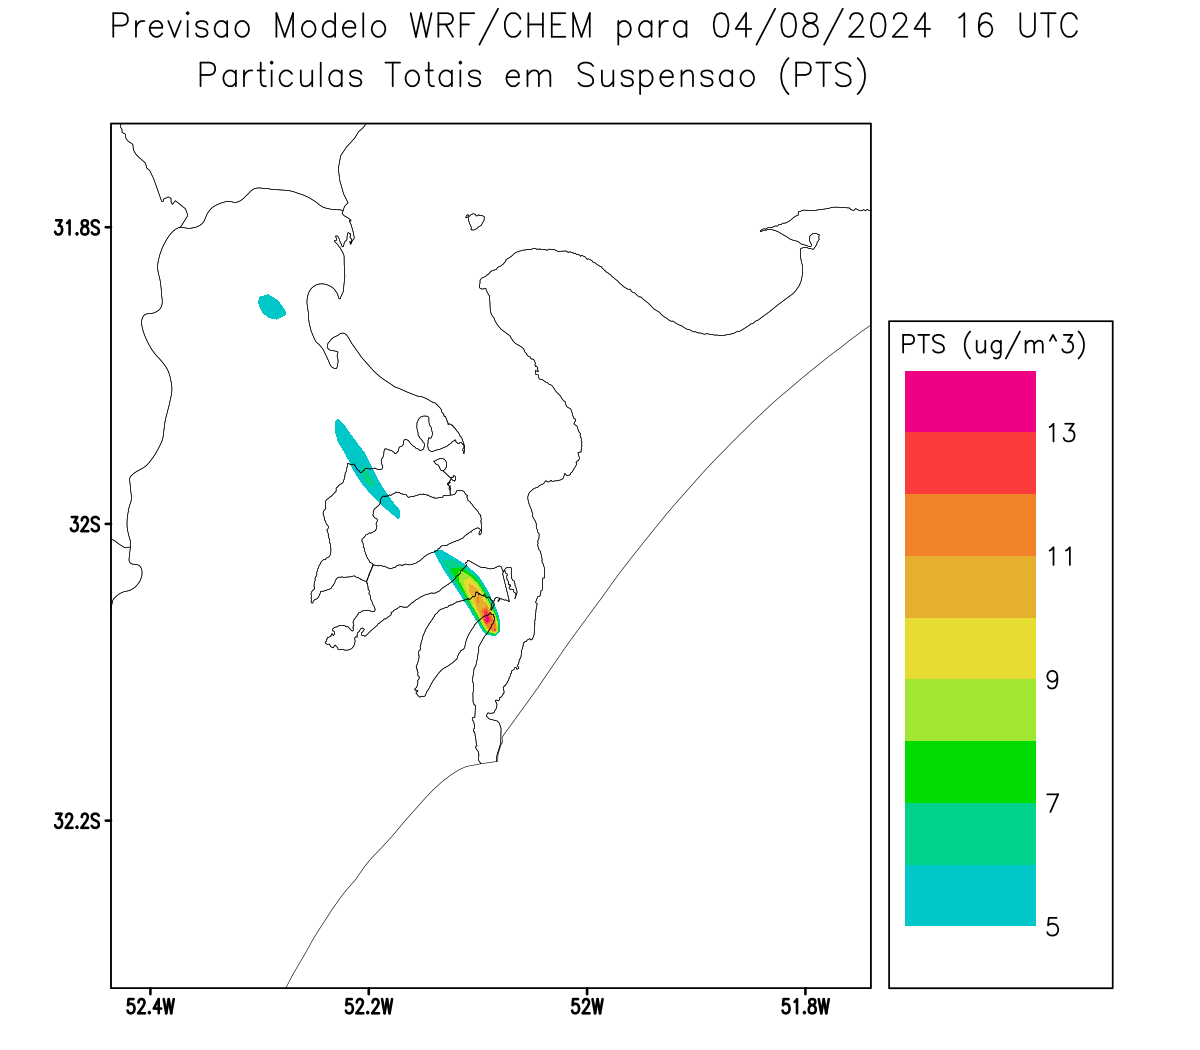 Previsao Modelo WRF/CHEM para 04/08/2024 16 UTC
Particulas Totais em Suspensao (PTS)
31.8S
32S
32.2S
52.4W
52.2W
52W
51.8W
PTS (ug/m^3)
13
11
9
7
5